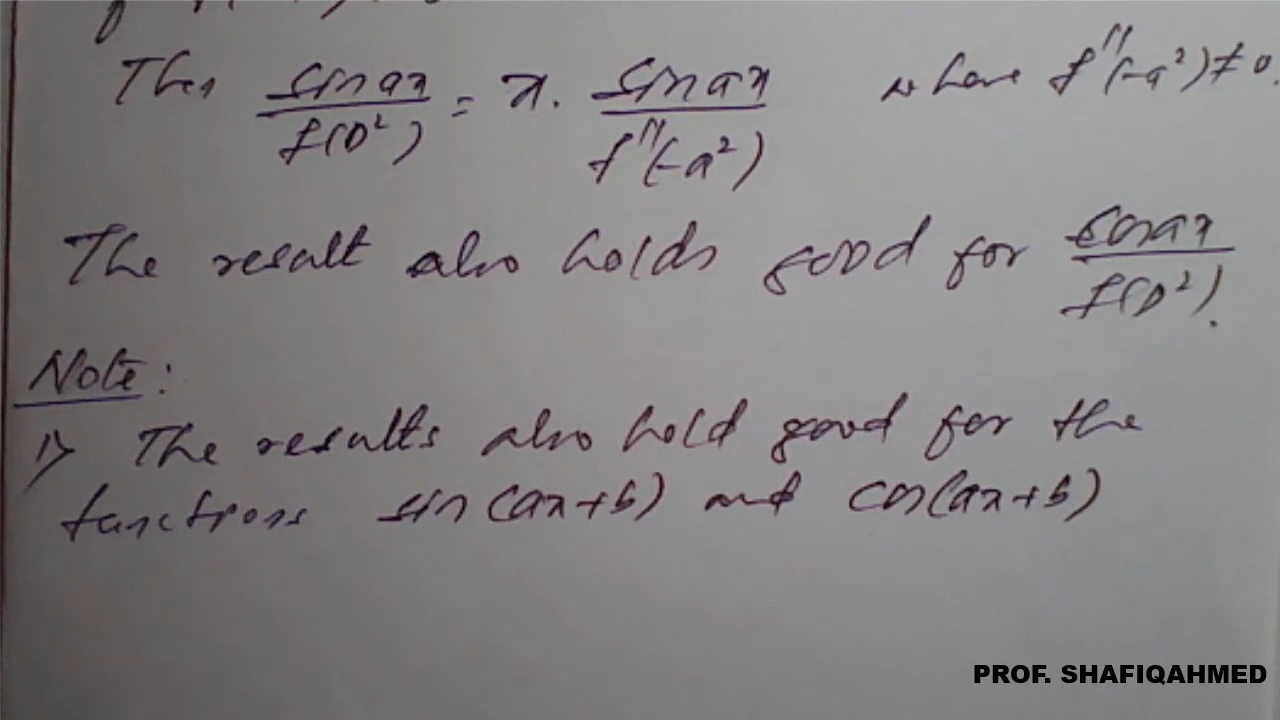 Then sin ax / f(D²) = x. sin ax / f''(-a²) where f''(-a²) ≠ 0.
The result also holds good for cos ax / f(D²).
Note:
1> The results also hold good for the
functions sin(ax+b) and cos(ax+b)
PROF. SHAFIQAHMED